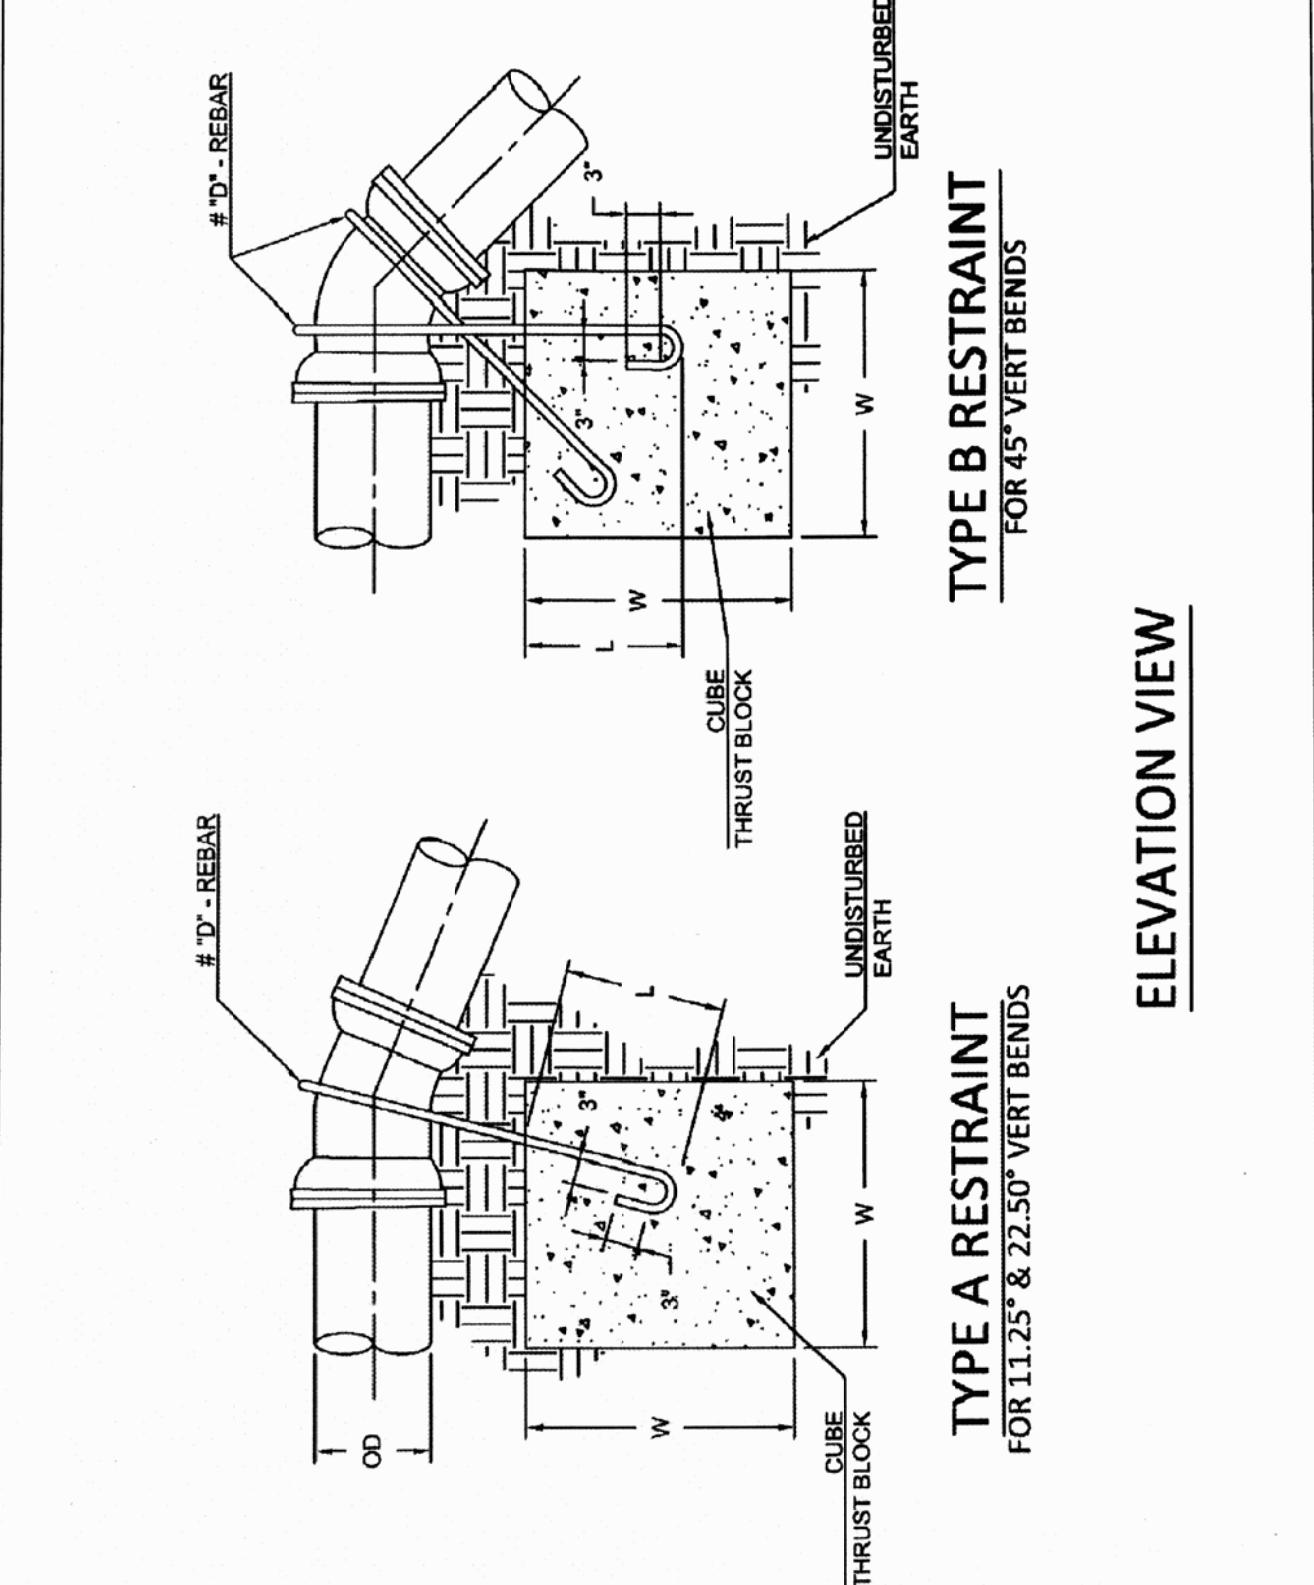 # "D" - REBAR
OD
3"
3"
L
W
W
CUBE
THRUST BLOCK
UNDISTURBED
EARTH
TYPE A RESTRAINT
FOR 11.25° & 22.50° VERT BENDS
# "D" - REBAR
3"
3"
L
W
W
CUBE
THRUST BLOCK
UNDISTURBED
EARTH
TYPE B RESTRAINT
FOR 45° VERT BENDS
ELEVATION VIEW